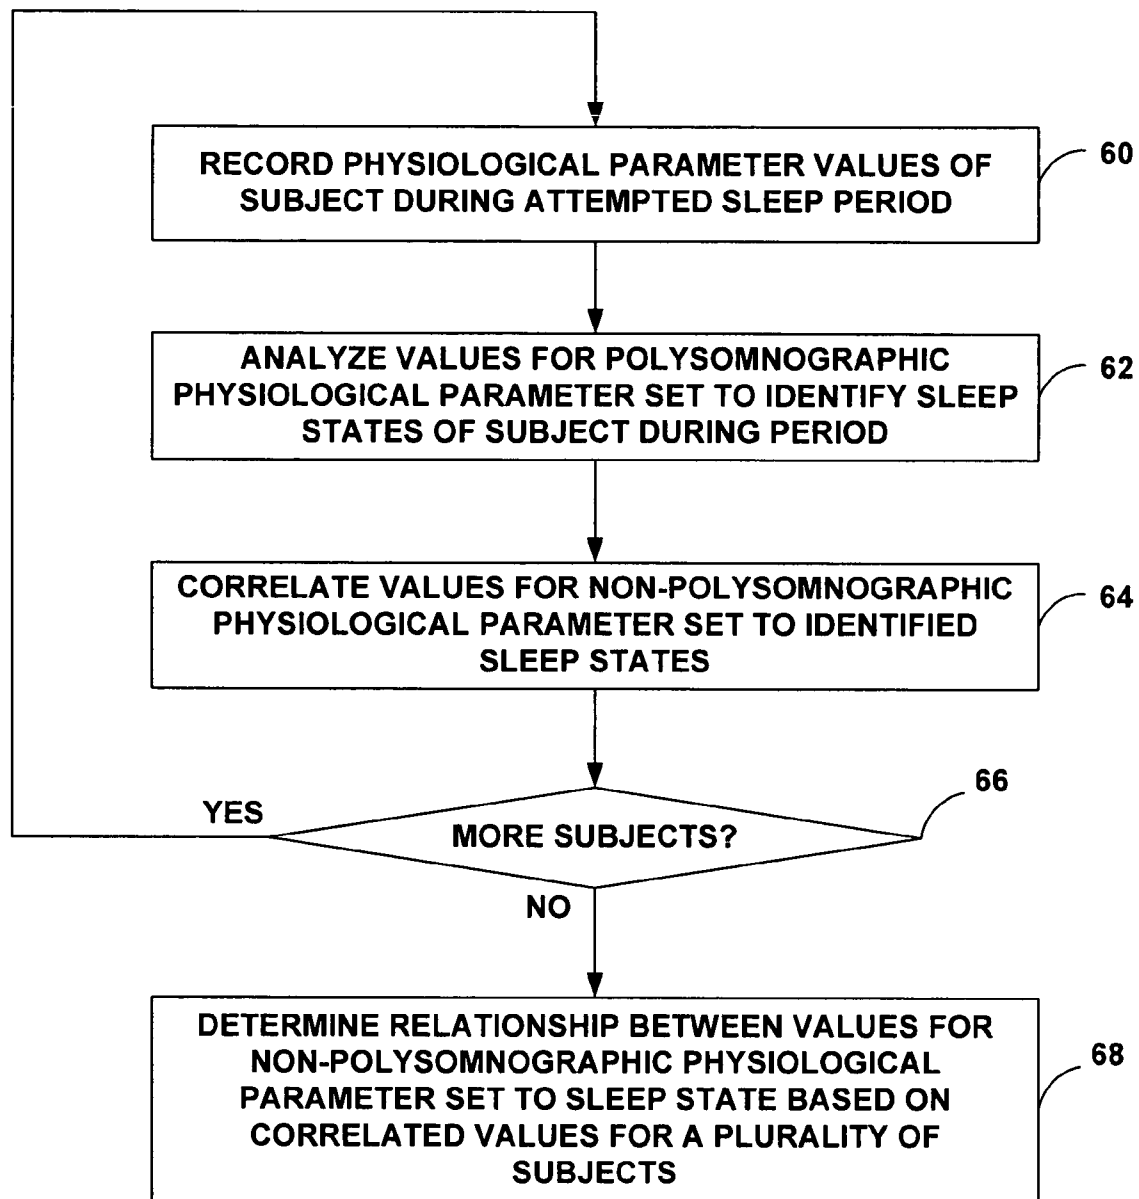 RECORD PHYSIOLOGICAL PARAMETER VALUES OF
SUBJECT DURING ATTEMPTED SLEEP PERIOD
60
ANALYZE VALUES FOR POLYSOMNOGRAPHIC
PHYSIOLOGICAL PARAMETER SET TO IDENTIFY SLEEP
STATES OF SUBJECT DURING PERIOD
62
CORRELATE VALUES FOR NON-POLYSOMNOGRAPHIC
PHYSIOLOGICAL PARAMETER SET TO IDENTIFIED
SLEEP STATES
64
YES
MORE SUBJECTS?
66
NO
DETERMINE RELATIONSHIP BETWEEN VALUES FOR
NON-POLYSOMNOGRAPHIC PHYSIOLOGICAL
PARAMETER SET TO SLEEP STATE BASED ON
CORRELATED VALUES FOR A PLURALITY OF
SUBJECTS
68